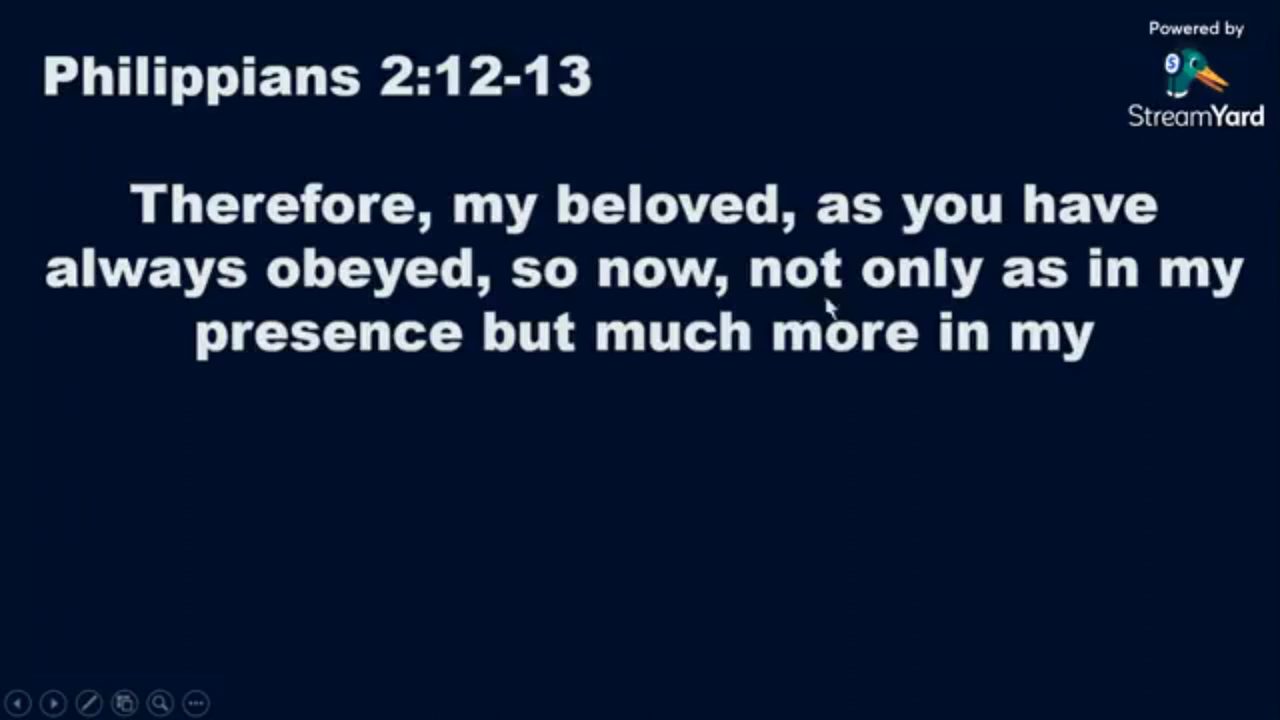 Powered by
StreamYard
Philippians 2:12-13
Therefore, my beloved, as you have
always obeyed, so now, not only as in my
presence but much more in my